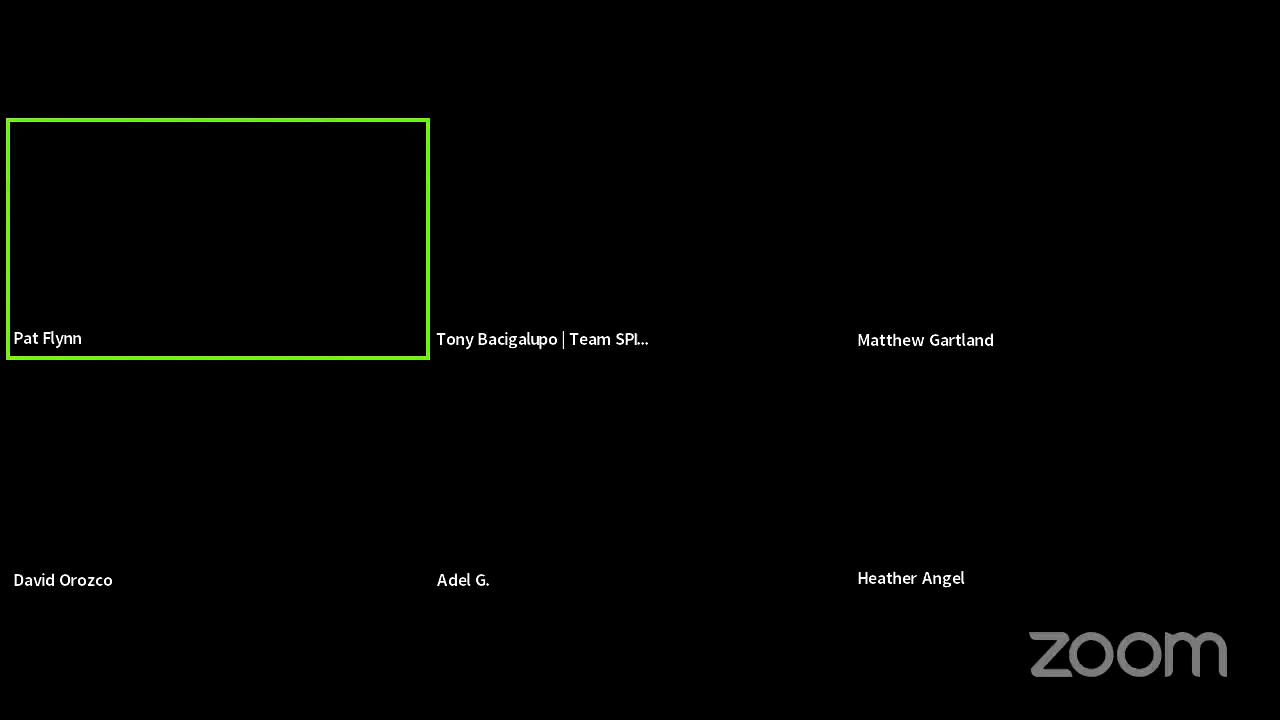 Pat Flynn
Tony Bacigalupo | Team SPI...
Matthew Gartland
David Orozco
Adel G.
Heather Angel
zoom